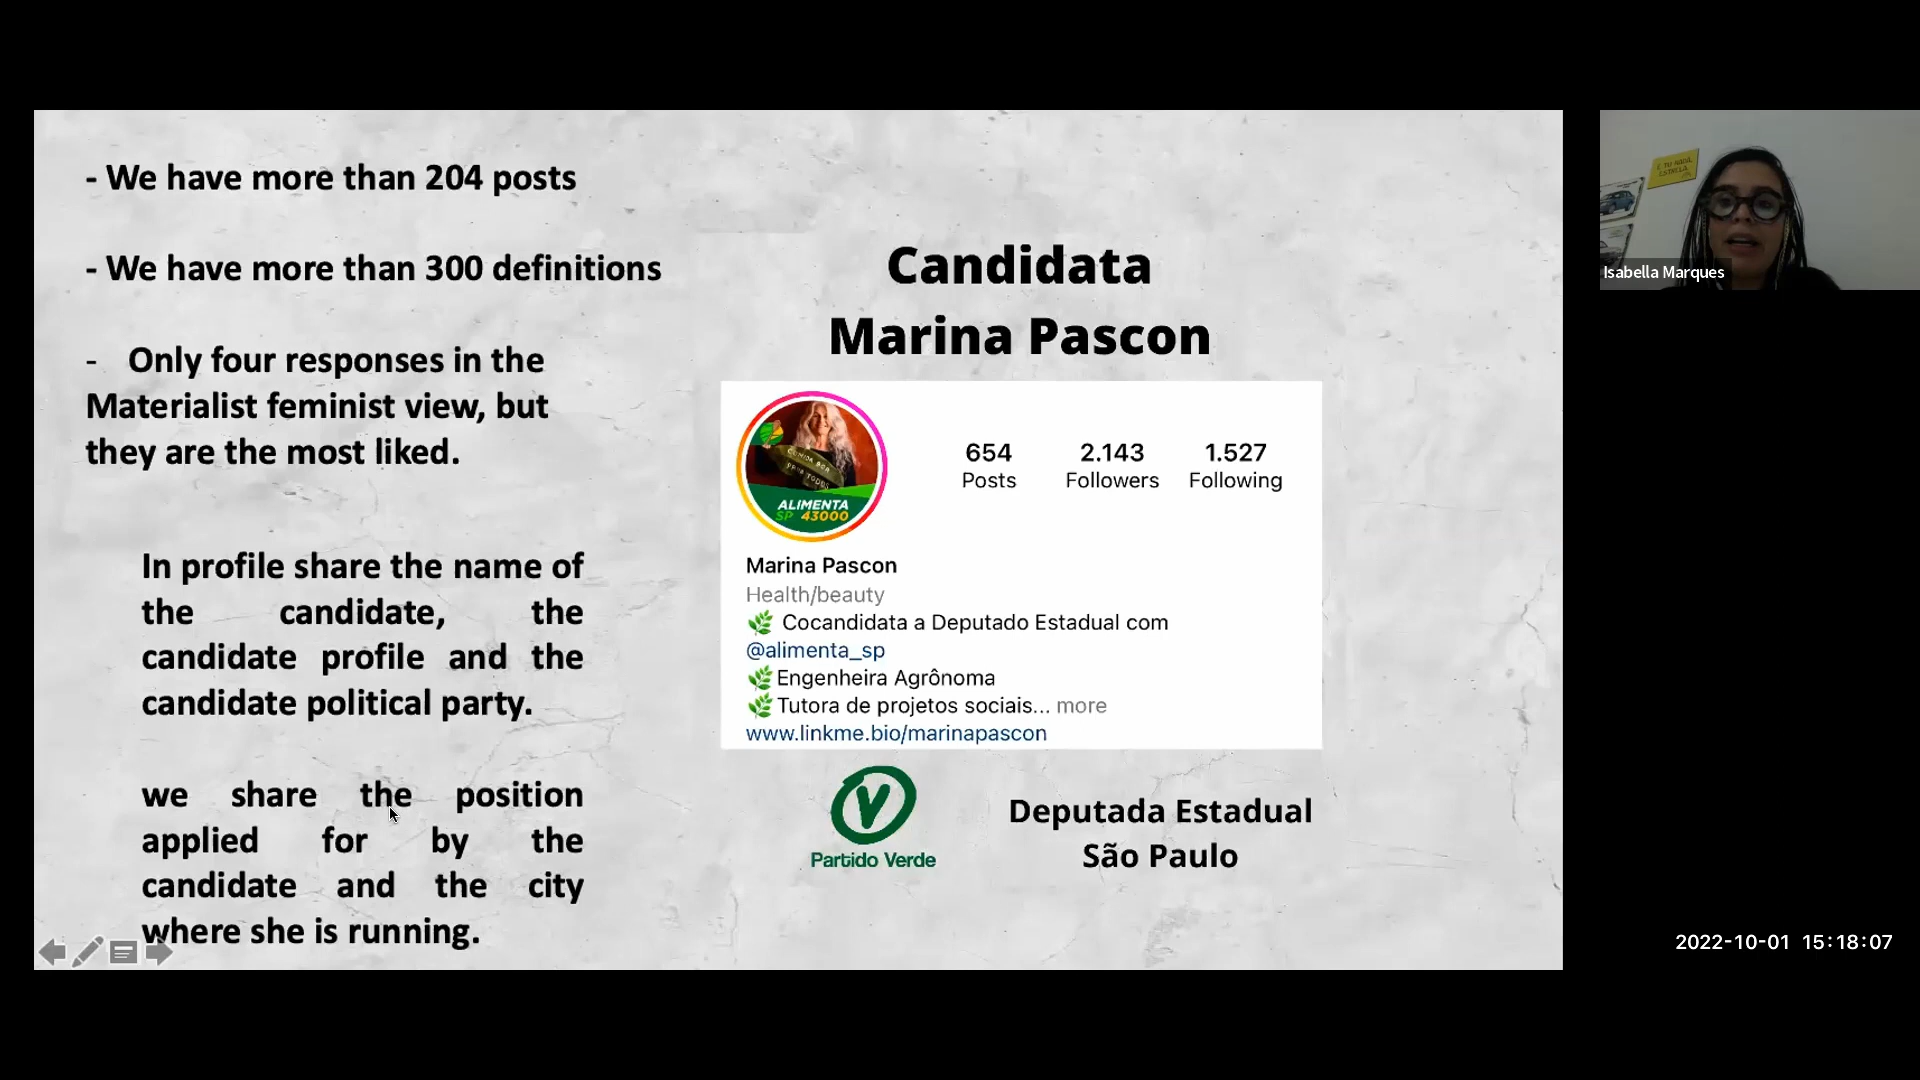 - We have more than 204 posts
- We have more than 300 definitions
- Only four responses in the
Materialist feminist view, but
they are the most liked.
In profile share the name of
the candidate, the
candidate profile and the
candidate political party.
we share the position
applied for by the
candidate and the city
where she is running.
Candidata
Marina Pascon
COMIDA BOA
PARA TODOS
ALIMENTA
SP 43000
654 2.143 1.527
Posts Followers Following
Marina Pascon
Health/beauty
🌿 Cocandidata a Deputado Estadual com
@alimenta_sp
🌿Engenheira Agrônoma
🌿Tutora de projetos sociais... more
www.linkme.bio/marinapascon
Partido Verde
Deputada Estadual
São Paulo
Isabella Marques
2022-10-01 15:18:07